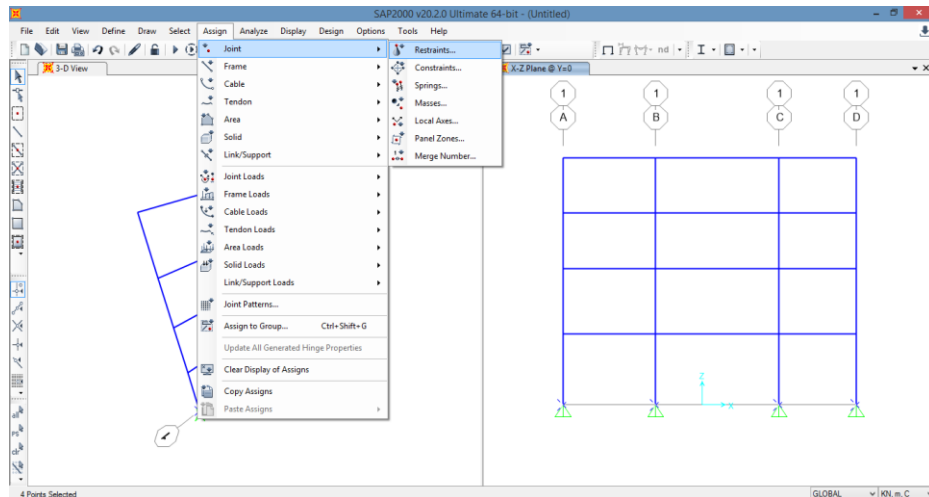 SAP2000 v20.2.0 Ultimate 64-bit - (Untitled)
File Edit View Define Draw Select Assign Analyze Display Design Options Tools Help
nd
3-D View
X-Z Plane @ Y=0
Joint
Frame
Cable
Tendon
Area
Solid
Link/Support
Joint Loads
Frame Loads
Cable Loads
Tendon Loads
Area Loads
Solid Loads
Link/Support Loads
Joint Patterns...
Assign to Group... Ctrl+Shift+G
Update All Generated Hinge Properties
Clear Display of Assigns
Copy Assigns
Paste Assigns
Restraints...
Constraints...
Springs...
Masses...
Local Axes...
Panel Zones...
Merge Number...
1 1 1 1
A B C D
Z
X
all
PS
clr
4 Points Selected
GLOBAL
KN, m, C